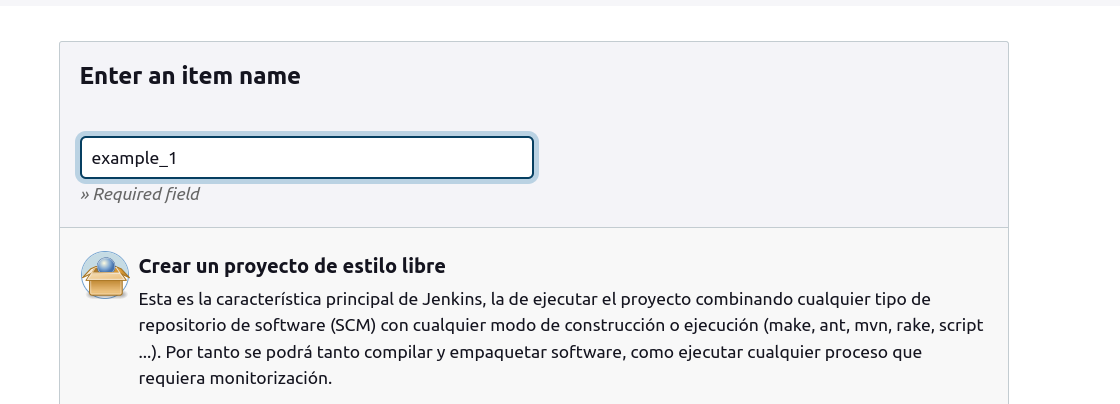 Enter an item name
example_1
» Required field
Crear un proyecto de estilo libre
Esta es la característica principal de Jenkins, la de ejecutar el proyecto combinando cualquier tipo de
repositorio de software (SCM) con cualquier modo de construcción o ejecución (make, ant, mvn, rake, script
...). Por tanto se podrá tanto compilar y empaquetar software, como ejecutar cualquier proceso que
requiera monitorización.